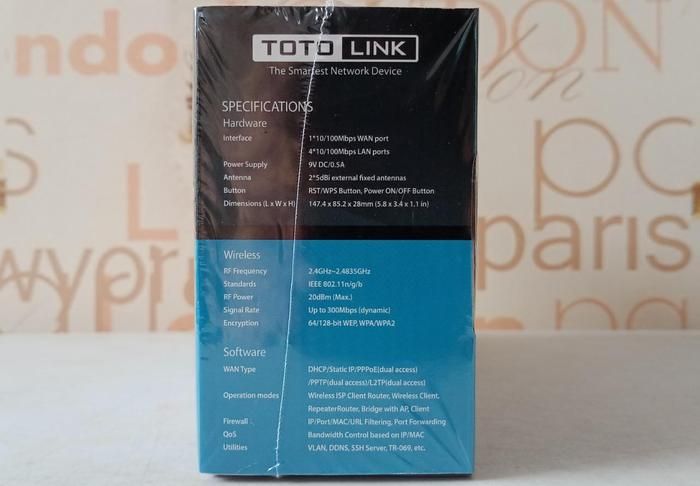 TOTO LINK
The Smartest Network Device
SPECIFICATIONS
Hardware
Interface 1*10/100Mbps WAN port
4*10/100Mbps LAN ports
Power Supply 9V DC/0.5A
Antenna 2*5dBi external fixed antennas
Button RST/WPS Button, Power ON/OFF Button
Dimensions (L x W x H) 147.4 x 85.2 x 28mm (5.8 x 3.4 x 1.1 in)
Wireless
RF Frequency 2.4GHz~2.4835GHz
Standards IEEE 802.11n/g/b
RF Power 20dBm (Max.)
Signal Rate Up to 300Mbps (dynamic)
Encryption 64/128-bit WEP, WPA/WPA2
Software
WAN Type DHCP/Static IP/PPPoE(dual access)
/PPTP(dual access)/L2TP(dual access)
Operation modes Wireless ISP Client Router, Wireless Client,
RepeaterRouter, Bridge with AP, Client
Firewall IP/Port/MAC/URL Filtering, Port Forwarding
QoS Bandwidth Control based on IP/MAC
Utilities VLAN, DDNS, SSH Server, TR-069, etc.
paris